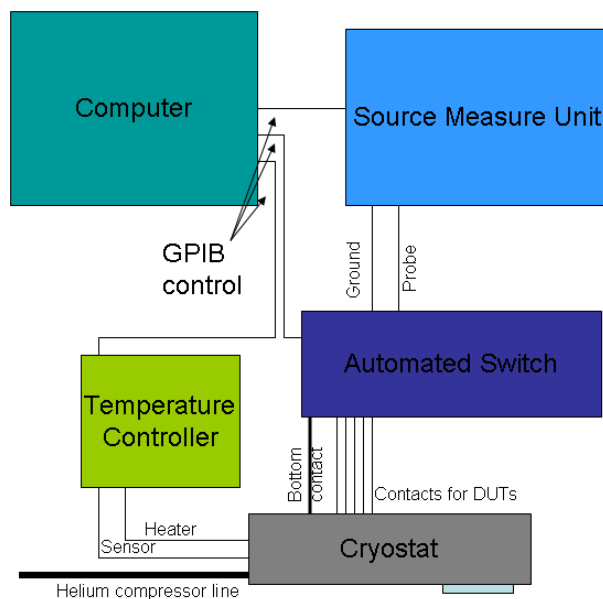 Computer
Source Measure Unit
GPIB
control
Ground
Probe
Automated Switch
Temperature
Controller
Bottom
contact
Contacts for DUTs
Heater
Sensor
Cryostat
Helium compressor line